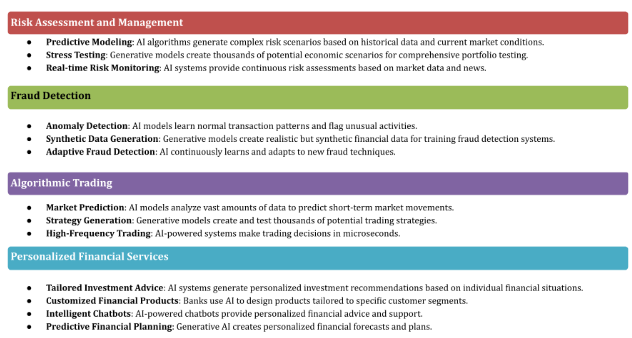 Risk Assessment and Management
● Predictive Modeling: AI algorithms generate complex risk scenarios based on historical data and current market conditions.
● Stress Testing: Generative models create thousands of potential economic scenarios for comprehensive portfolio testing.
● Real-time Risk Monitoring: AI systems provide continuous risk assessments based on market data and news.
Fraud Detection
● Anomaly Detection: AI models learn normal transaction patterns and flag unusual activities.
● Synthetic Data Generation: Generative models create realistic but synthetic financial data for training fraud detection systems.
● Adaptive Fraud Detection: AI continuously learns and adapts to new fraud techniques.
Algorithmic Trading
● Market Prediction: AI models analyze vast amounts of data to predict short-term market movements.
● Strategy Generation: Generative models create and test thousands of potential trading strategies.
● High-Frequency Trading: AI-powered systems make trading decisions in microseconds.
Personalized Financial Services
● Tailored Investment Advice: AI systems generate personalized investment recommendations based on individual financial situations.
● Customized Financial Products: Banks use AI to design products tailored to specific customer segments.
● Intelligent Chatbots: AI-powered chatbots provide personalized financial advice and support.
● Predictive Financial Planning: Generative AI creates personalized financial forecasts and plans.